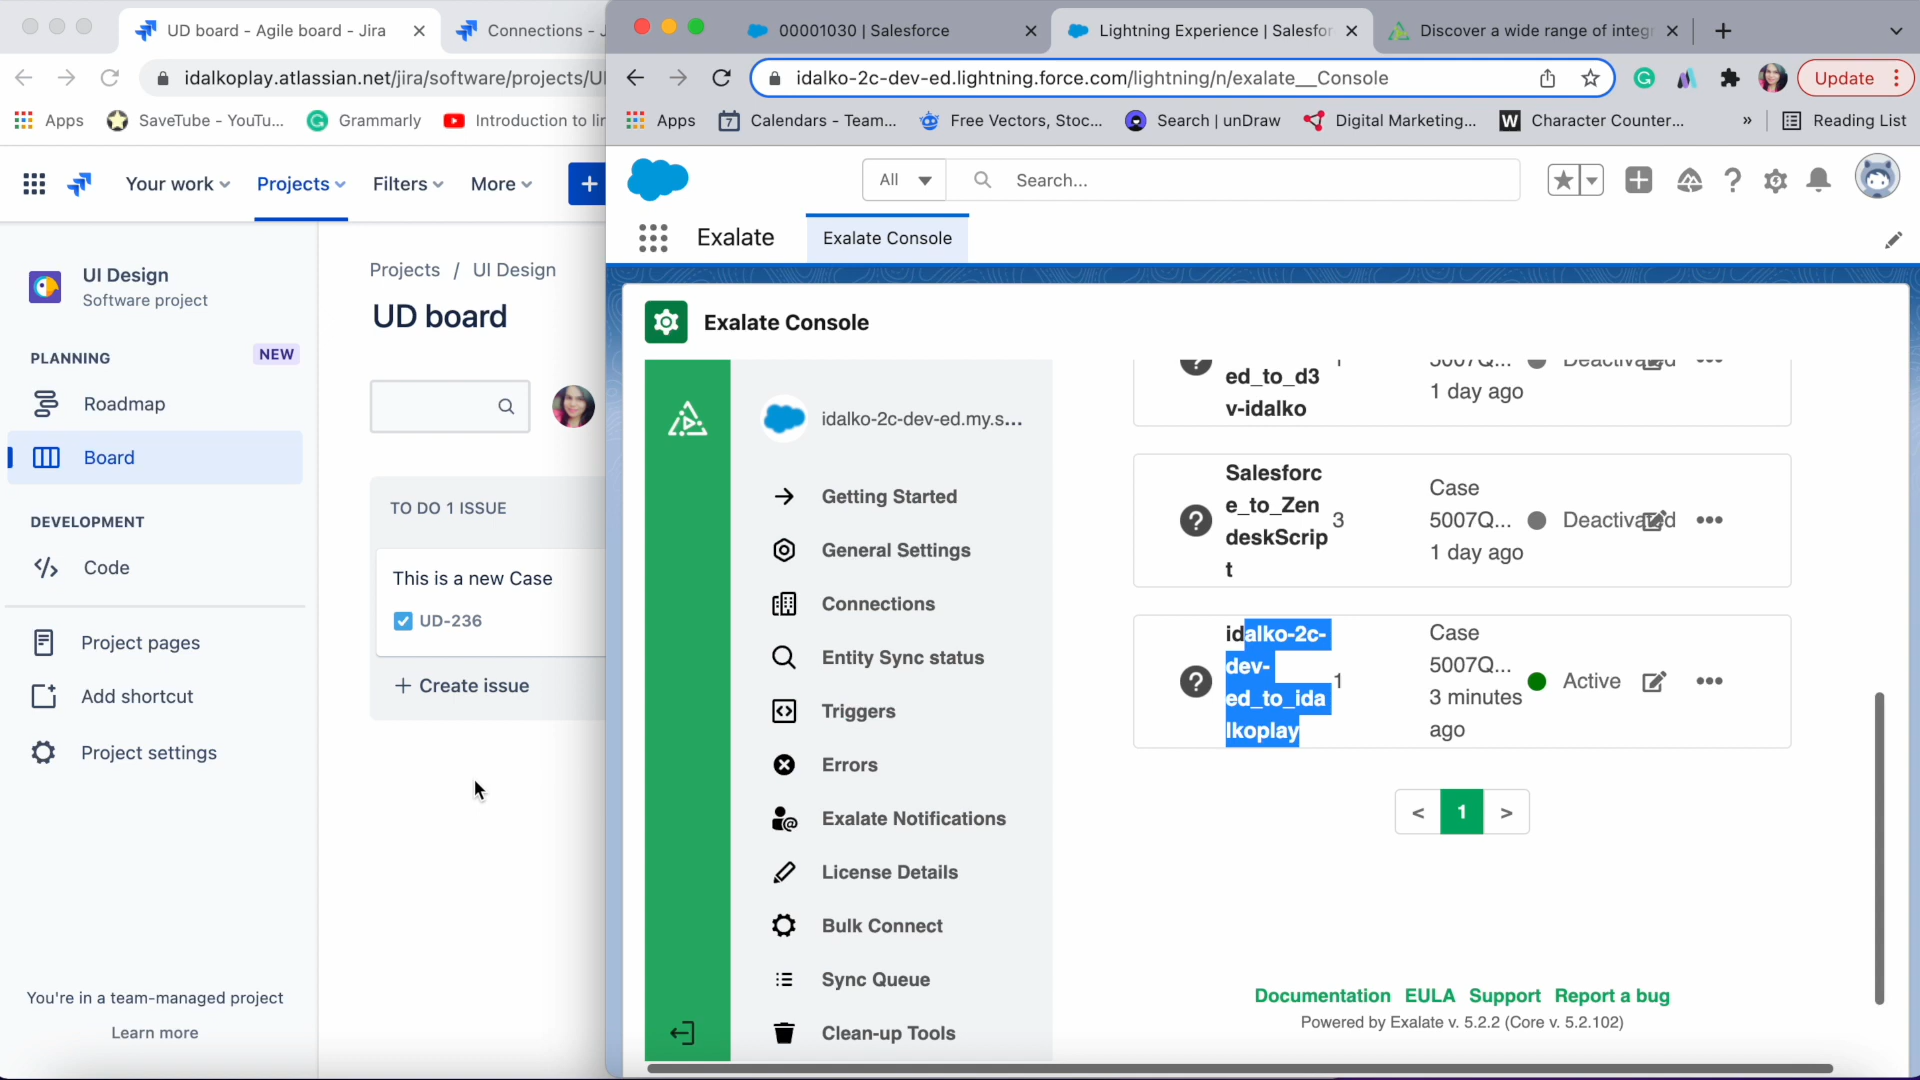 UD board - Agile board - Jira
Connections - J
00001030 | Salesforce
Lightning Experience | Salesfor
Discover a wide range of integr
idalkoplay.atlassian.net/jira/software/projects/UI
idalko-2c-dev-ed.lightning.force.com/lightning/n/exalate__Console
Update
Apps
SaveTube - YouTu...
Grammarly
Introduction to lir
Apps
Calendars - Team...
Free Vectors, Stoc...
Search | unDraw
Digital Marketing...
Character Counter...
»
Reading List
Your work
Projects
Filters
More
All
Search...
Exalate
Exalate Console
UI Design
Software project
PLANNING
NEW
Roadmap
Board
DEVELOPMENT
Code
Project pages
Add shortcut
Project settings
You're in a team-managed project
Learn more
Projects / UI Design
UD board
TO DO 1 ISSUE
This is a new Case
UD-236
+ Create issue
Exalate Console
idalko-2c-dev-ed.my.s...
Getting Started
General Settings
Connections
Entity Sync status
Triggers
Errors
Exalate Notifications
License Details
Bulk Connect
Sync Queue
Clean-up Tools
ed_to_d3
v-idalko
1
5007Q...
1 day ago
Deactivated
Salesforc
e_to_Zen
deskScrip
t
3
Case
5007Q...
1 day ago
Deactivated
idalko-2c-
dev-
ed_to_ida
lkoplay
1
Case
5007Q...
3 minutes
ago
Active
< 1 >
Documentation EULA Support Report a bug
Powered by Exalate v. 5.2.2 (Core v. 5.2.102)